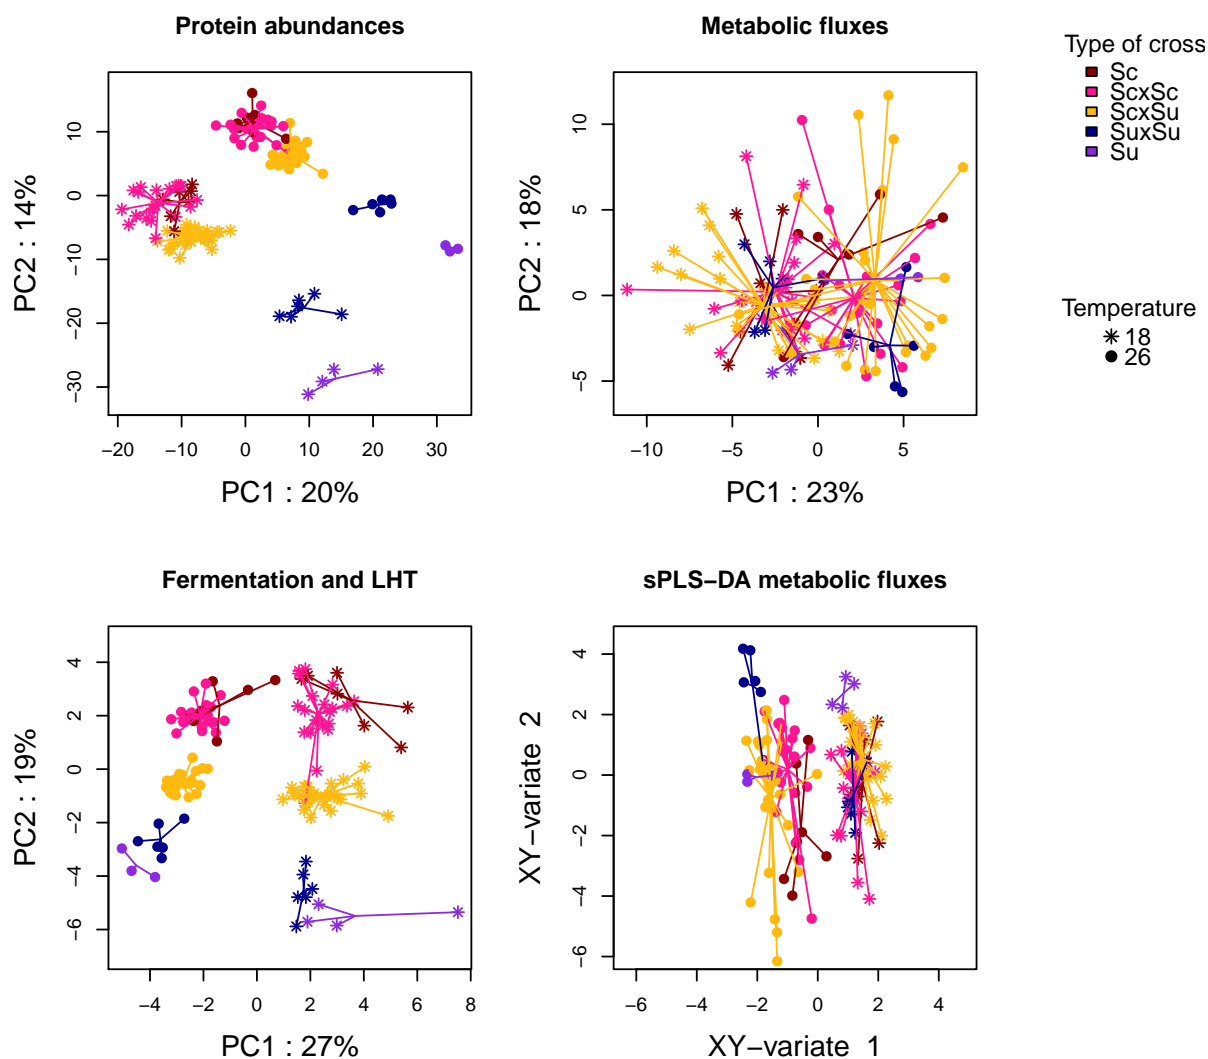 Protein abundances
PC2 : 14%
10
0
−10
−20
−30
−20 −10 0 10 20 30
PC1 : 20%
Metabolic fluxes
PC2 : 18%
10
5
0
−5
−10 −5 0 5
PC1 : 23%
Type of cross
Sc
ScxSc
ScxSu
SuxSu
Su
Temperature
18
26
Fermentation and LHT
PC2 : 19%
4
2
0
−2
−4
−6
−4 −2 0 2 4 6 8
PC1 : 27%
sPLS−DA metabolic fluxes
XY−variate 2
4
2
0
−2
−4
−6
−6 −4 −2 0 2 4
XY−variate 1